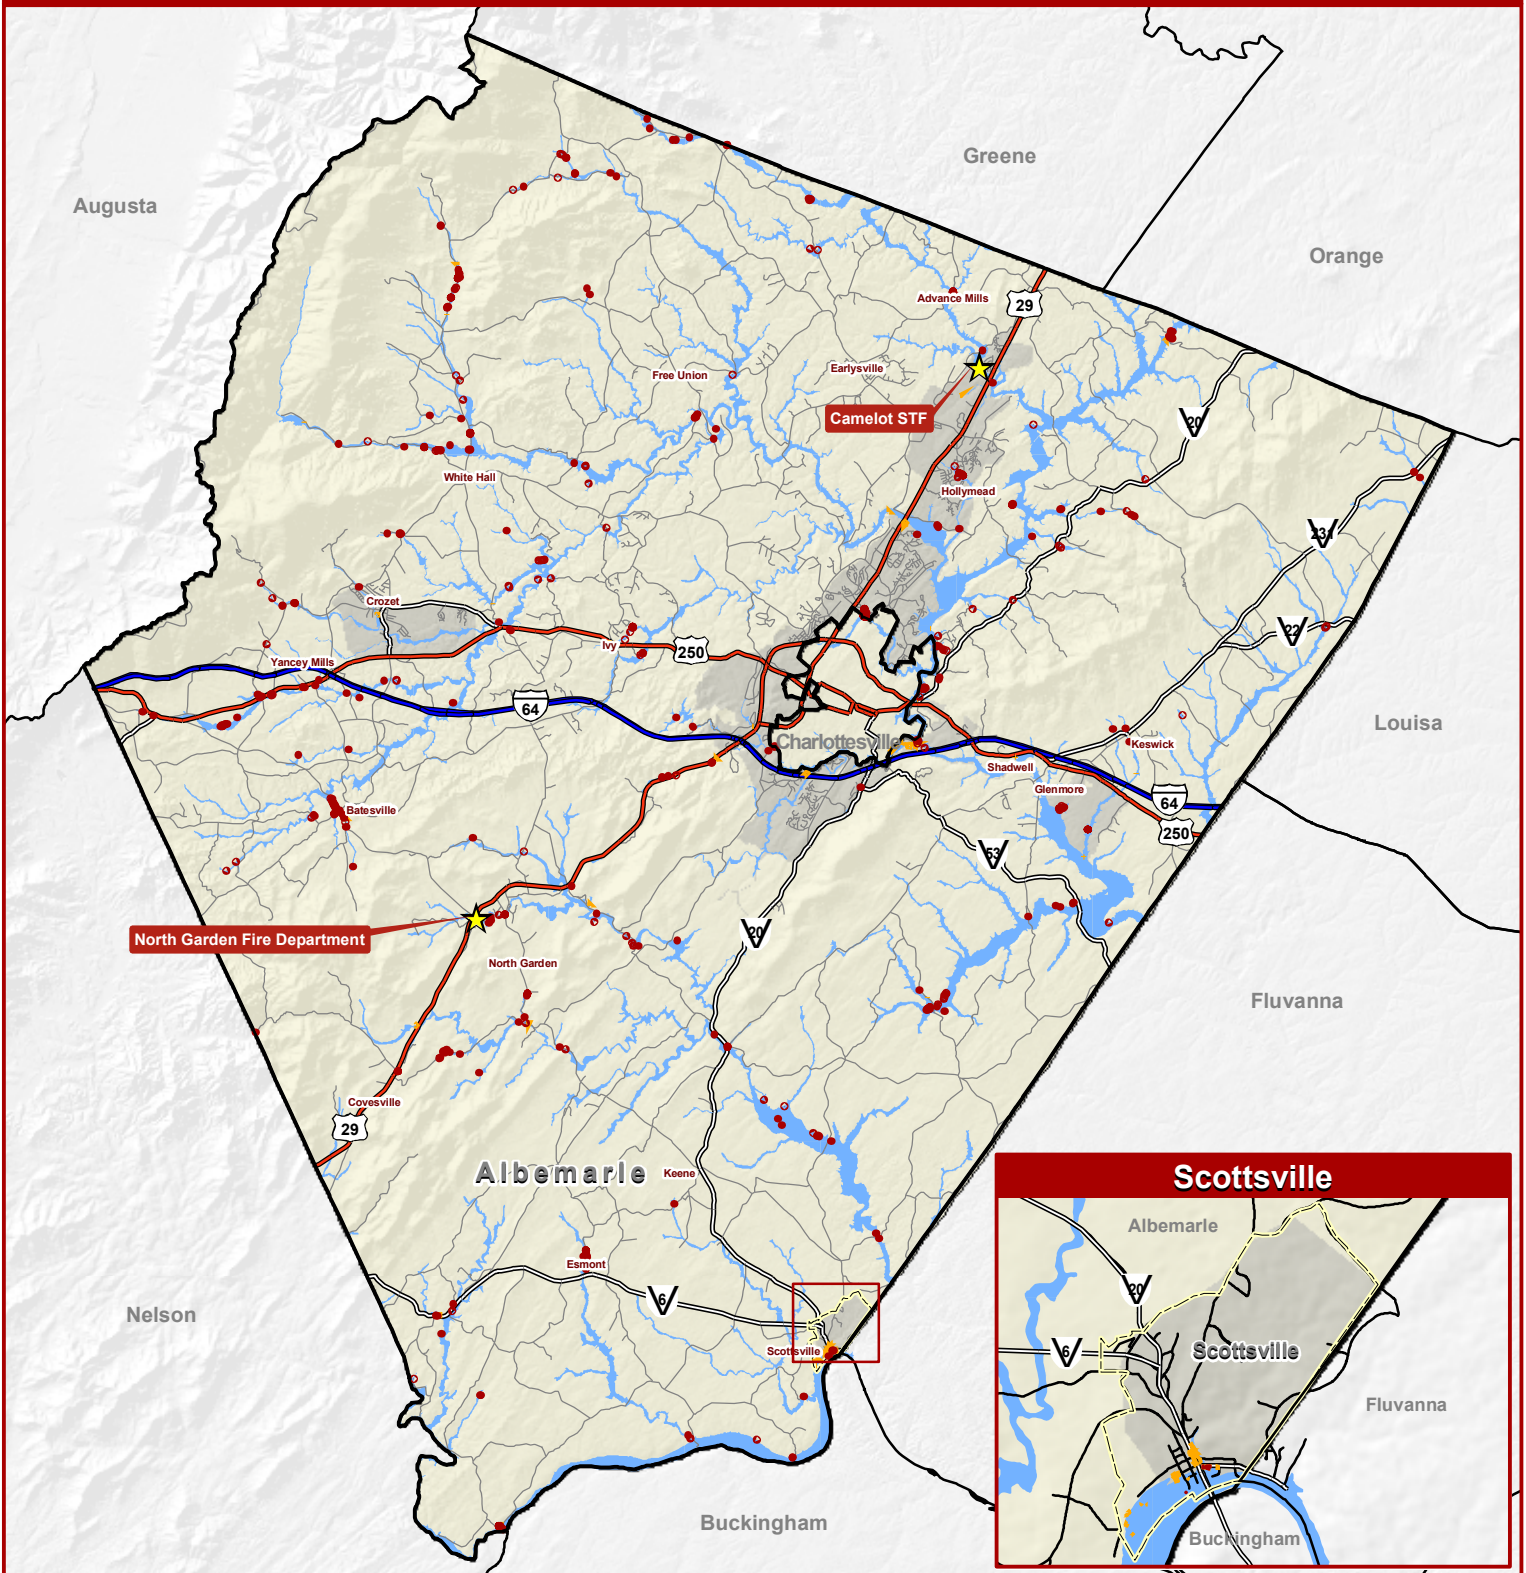 Greene
Augusta
Orange
Advance Mills
29
Free Union
Earlysville
Camelot STF
20
White Hall
Hollymead
231
Crozet
22
Ivy
250
Yancey Mills
64
Louisa
Charlottesville
Keswick
Shadwell
Glenmore
64
Batesville
250
53
20
North Garden Fire Department
North Garden
Fluvanna
Covesville
29
Albemarle
Keene
Scottsville
Albemarle
Esmont
20
6
Nelson
Scottsville
6
Scottsville
Fluvanna
Buckingham
Buckingham